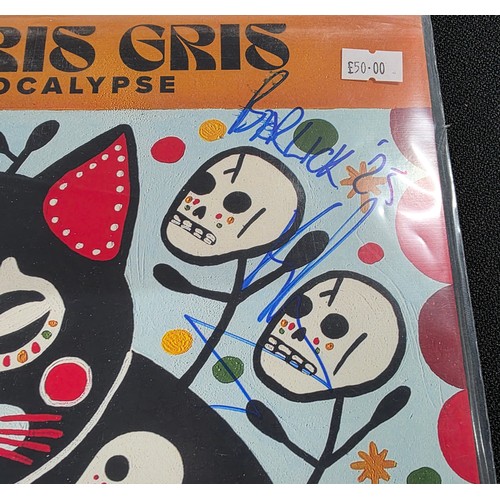 RIS GRIS
OCALYPSE
£50.00
BARLICK '25